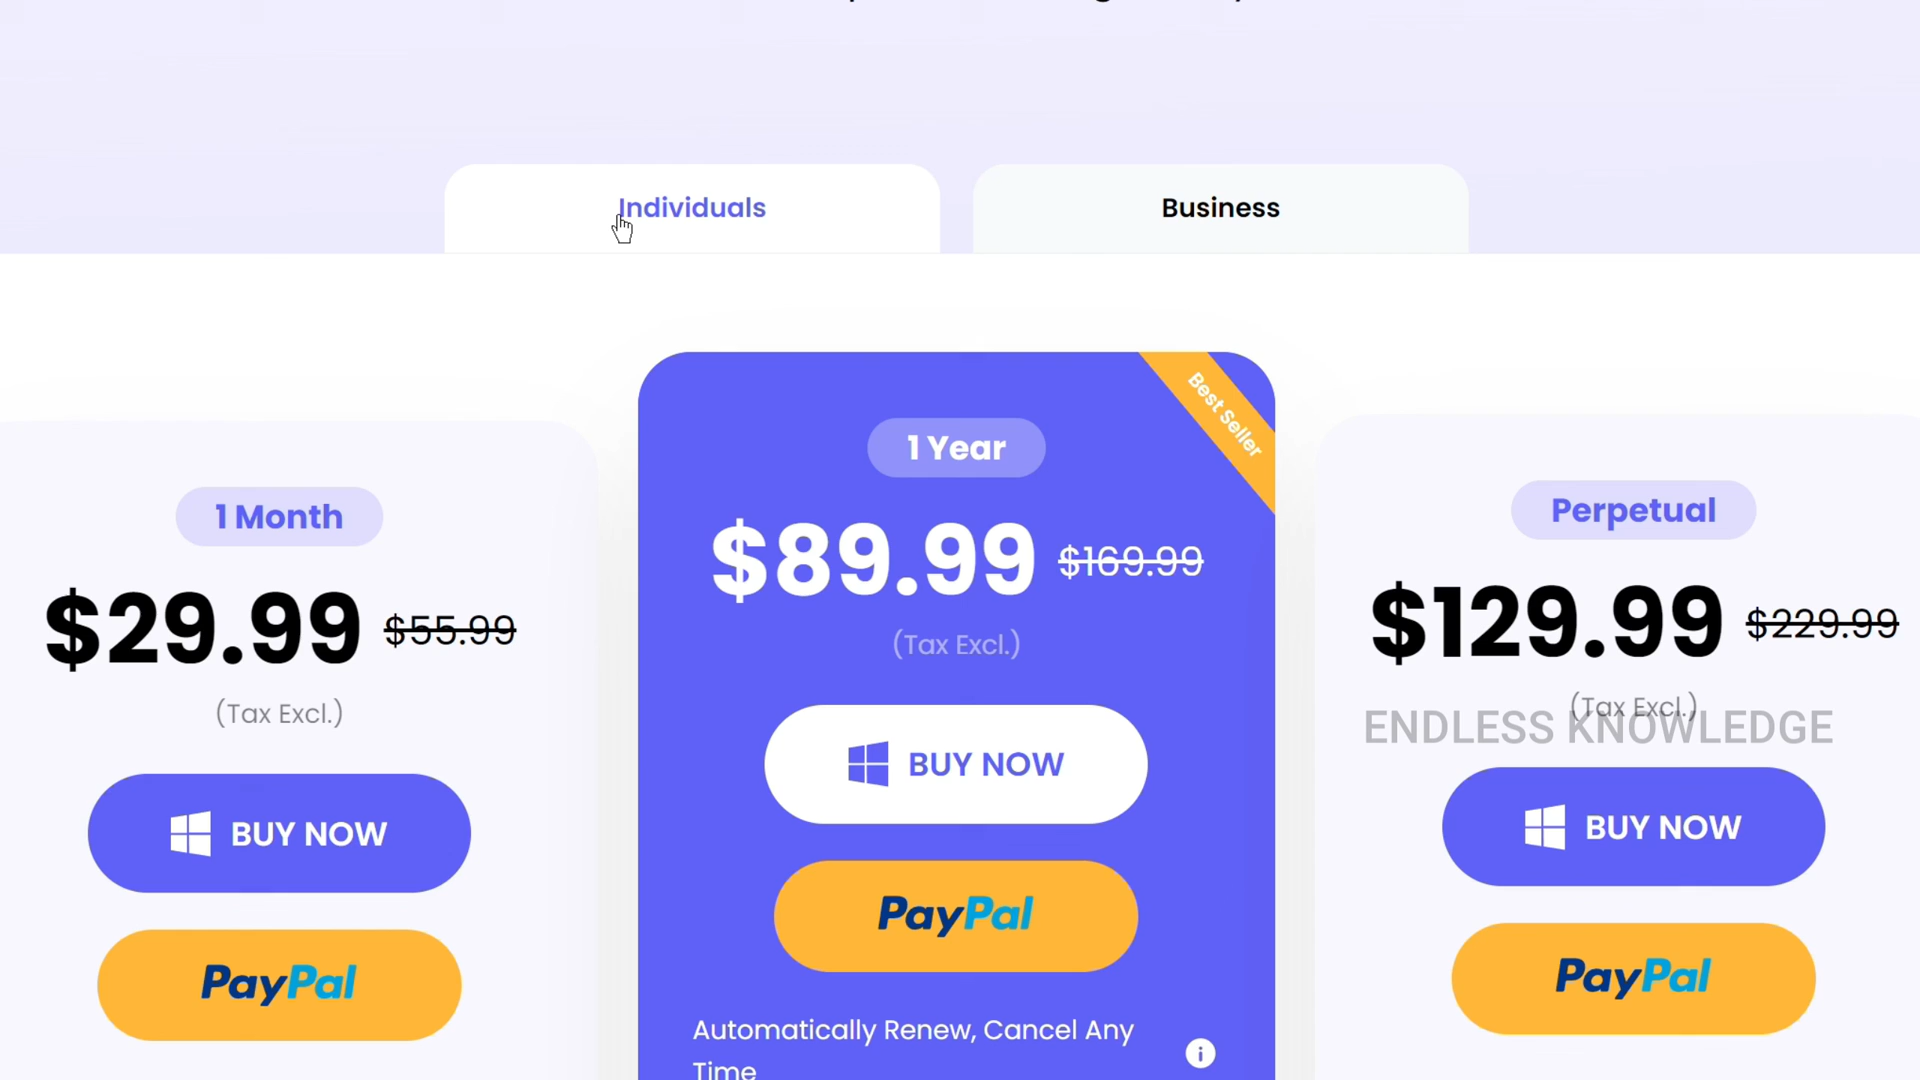 Individuals
Business
1 Month
$29.99 $55.99
(Tax Excl.)
BUY NOW
PayPal
Best Seller
1 Year
$89.99 $169.99
(Tax Excl.)
BUY NOW
PayPal
Automatically Renew, Cancel Any
Time
Perpetual
$129.99 $229.99
(Tax Excl.)
ENDLESS KNOWLEDGE
BUY NOW
PayPal